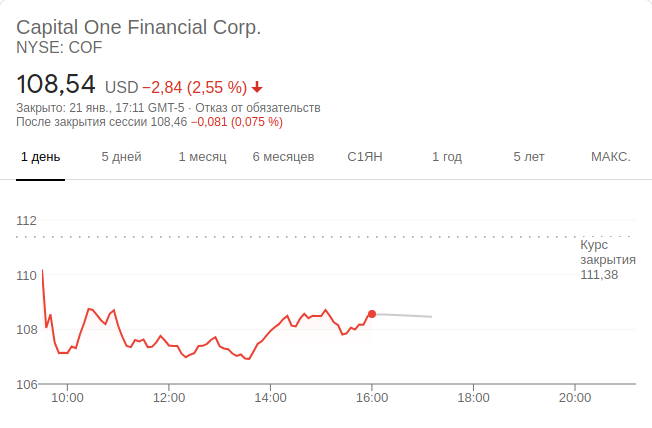 Capital One Financial Corp.
NYSE: COF
108,54 USD −2,84 (2,55 %)
Закрыто: 21 янв., 17:11 GMT-5 · Отказ от обязательств
После закрытия сессии 108,46 −0,081 (0,075 %)
1 день 5 дней 1 месяц 6 месяцев С1ЯН 1 год 5 лет МАКС.
112
Курс
закрытия
111,38
110
108
106
10:00 12:00 14:00 16:00 18:00 20:00